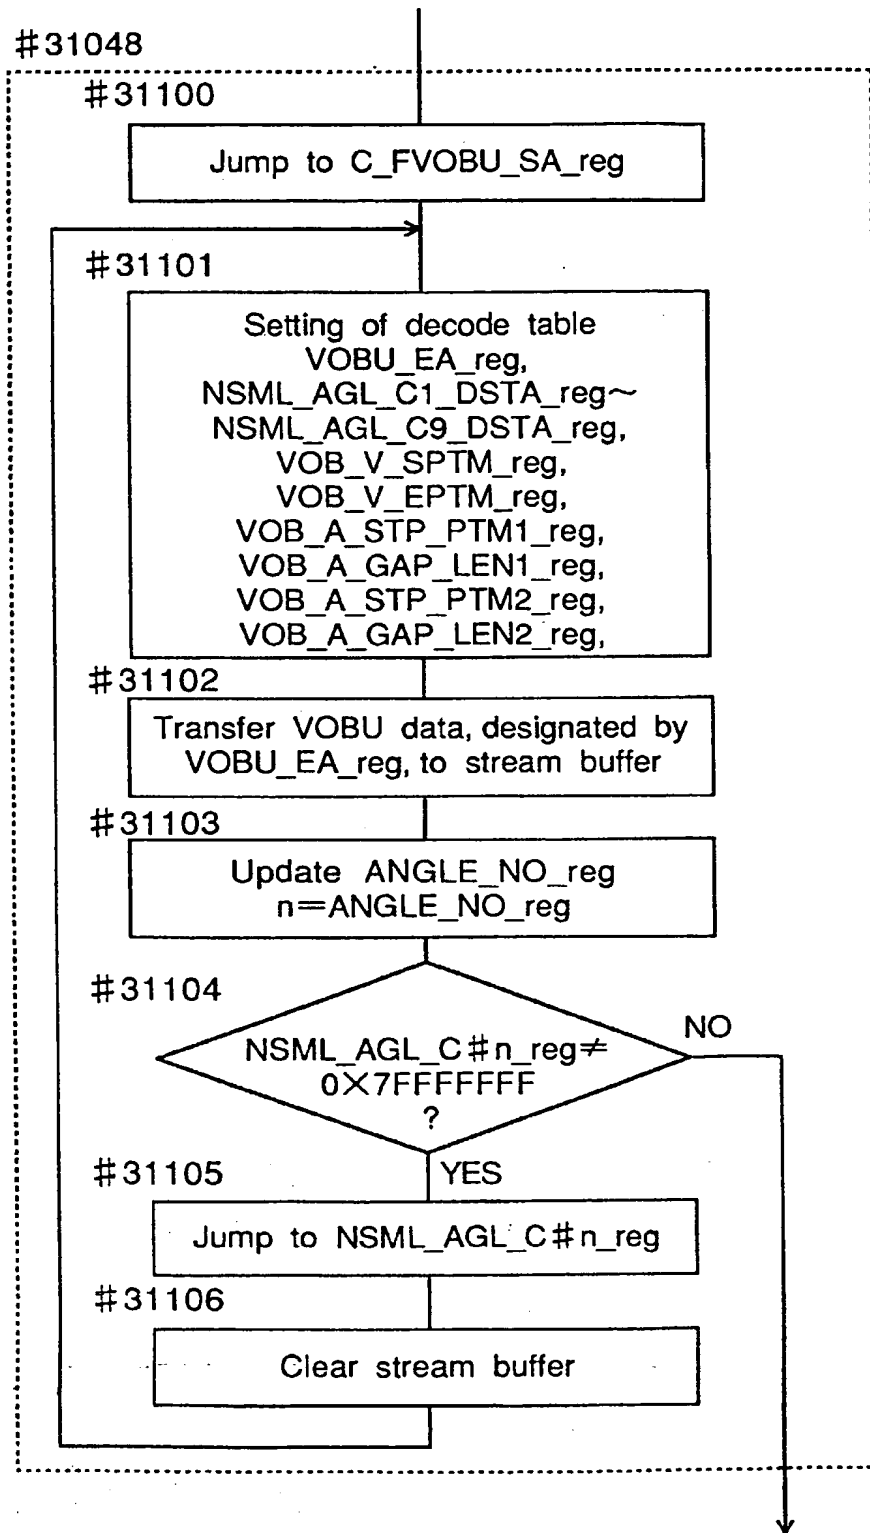 #31048
#31100
Jump to C_FVOBU_SA_reg
#31101
Setting of decode table
VOBU_EA_reg,
NSML_AGL_C1_DSTA_reg~
NSML_AGL_C9_DSTA_reg,
VOB_V_SPTM_reg,
VOB_V_EPTM_reg,
VOB_A_STP_PTM1_reg,
VOB_A_GAP_LEN1_reg,
VOB_A_STP_PTM2_reg,
VOB_A_GAP_LEN2_reg,
#31102
Transfer VOBU data, designated by
VOBU_EA_reg, to stream buffer
#31103
Update ANGLE_NO_reg
n=ANGLE_NO_reg
#31104
NO
NSML_AGL_C#n_reg≠
0×7FFFFFFF
?
#31105
YES
Jump to NSML_AGL_C#n_reg
#31106
Clear stream buffer